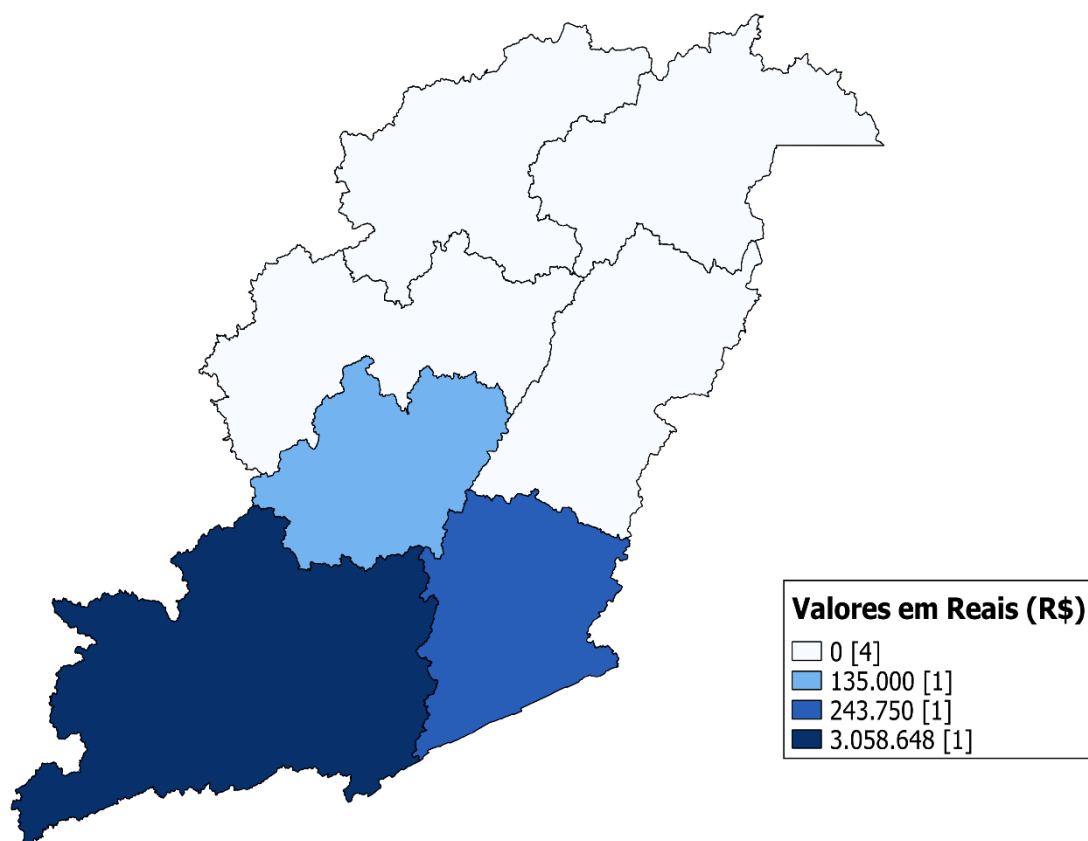 Valores em Reais (R$)
0 [4]
135.000 [1]
243.750 [1]
3.058.648 [1]